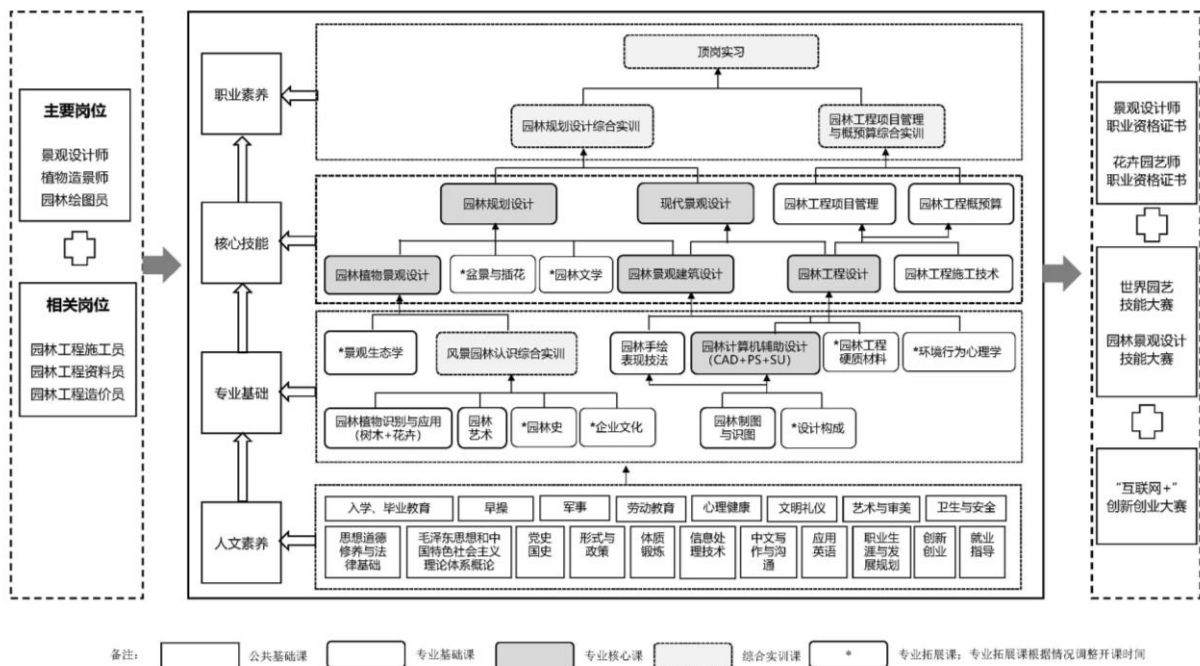 主要岗位
景观设计师
植物造景师
园林绘图员
相关岗位
园林工程施工员
园林工程资料员
园林工程造价员
职业素养
核心技能
专业基础
人文素养
顶岗实习
园林规划设计综合实训
园林工程项目管理
与概预算综合实训
园林规划设计
现代景观设计
园林工程项目管理
园林工程概预算
园林植物景观设计
*盆景与插花
*园林文学
园林景观建筑设计
园林工程设计
园林工程施工技术
*景观生态学
风景园林认识综合实训
园林手绘
表现技法
园林计算机辅助设计
(CAD+PS+SU)
*园林工程
硬质材料
*环境行为心理学
园林植物识别与应用
(树木+花卉)
园林
艺术
*园林史
*企业文化
园林制图
与识图
*设计构成
入学、毕业教育
早操
军事
劳动教育
心理健康
文明礼仪
艺术与审美
卫生与安全
思想道德
修养与法
律基础
毛泽东思想和中
国特色社会主义
理论体系概论
党史
国史
形式与
政策
体质
锻炼
信息处
理技术
中文写
作与沟
通
应用
英语
职业生
涯与发
展规划
创新
创业
就业
指导
景观设计师
职业资格证书
花卉园艺师
职业资格证书
世界园艺
技能大赛
园林景观设计
技能大赛
“互联网+”
创新创业大赛
备注：
公共基础课
专业基础课
专业核心课
综合实训课
*
专业拓展课：专业拓展课根据情况调整开课时间